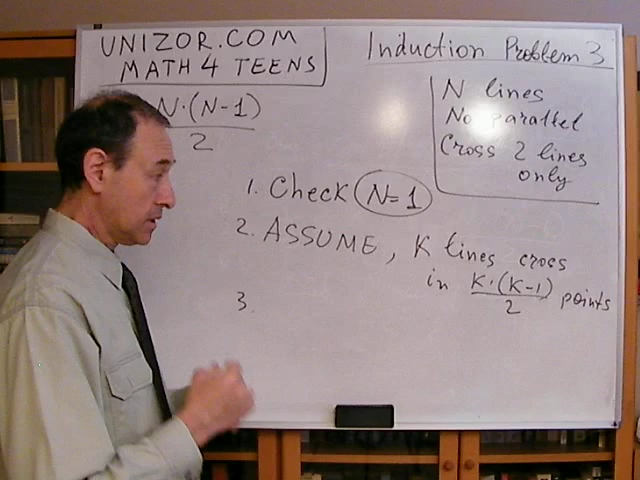 UNIZOR.COM
MATH 4 TEENS
Induction Problem 3
N·(N-1)
2
N lines
No parallel
Cross 2 lines
only
1. Check N=1
2. ASSUME, K lines cross
in K·(K-1)/2 points
3.